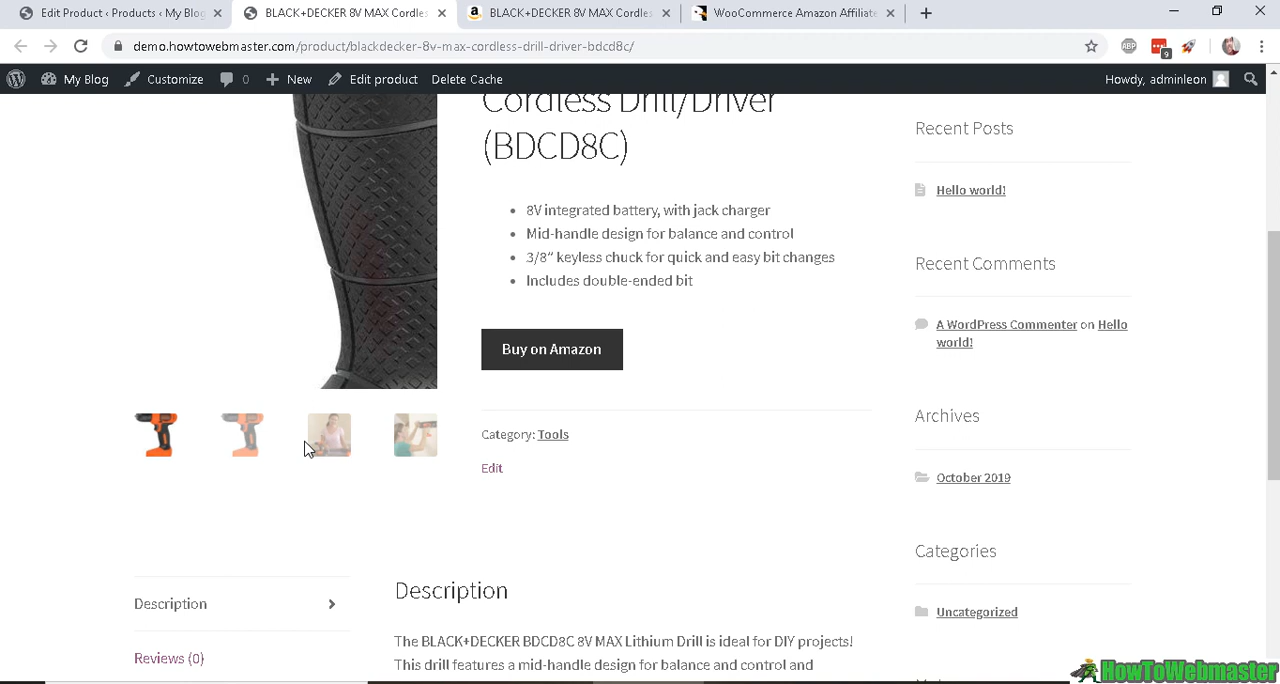 Edit Product ‹ Products ‹ My Blog
BLACK+DECKER 8V MAX Cordles
BLACK+DECKER 8V MAX Cordles
WooCommerce Amazon Affiliate
demo.howtowebmaster.com/product/blackdecker-8v-max-cordless-drill-driver-bdcd8c/
ABP
9
My Blog
Customize
0
New
Edit product
Delete Cache
Howdy, adminleon
Cordless Drill/Driver
(BDCD8C)
• 8V integrated battery, with jack charger
• Mid-handle design for balance and control
• 3/8″ keyless chuck for quick and easy bit changes
• Includes double-ended bit
Buy on Amazon
Category: Tools
Edit
Description
Reviews (0)
Description
The BLACK+DECKER BDCD8C 8V MAX Lithium Drill is ideal for DIY projects!
This drill features a mid-handle design for balance and control and
Recent Posts
Hello world!
Recent Comments
A WordPress Commenter on Hello
world!
Archives
October 2019
Categories
Uncategorized
HowToWebmaster